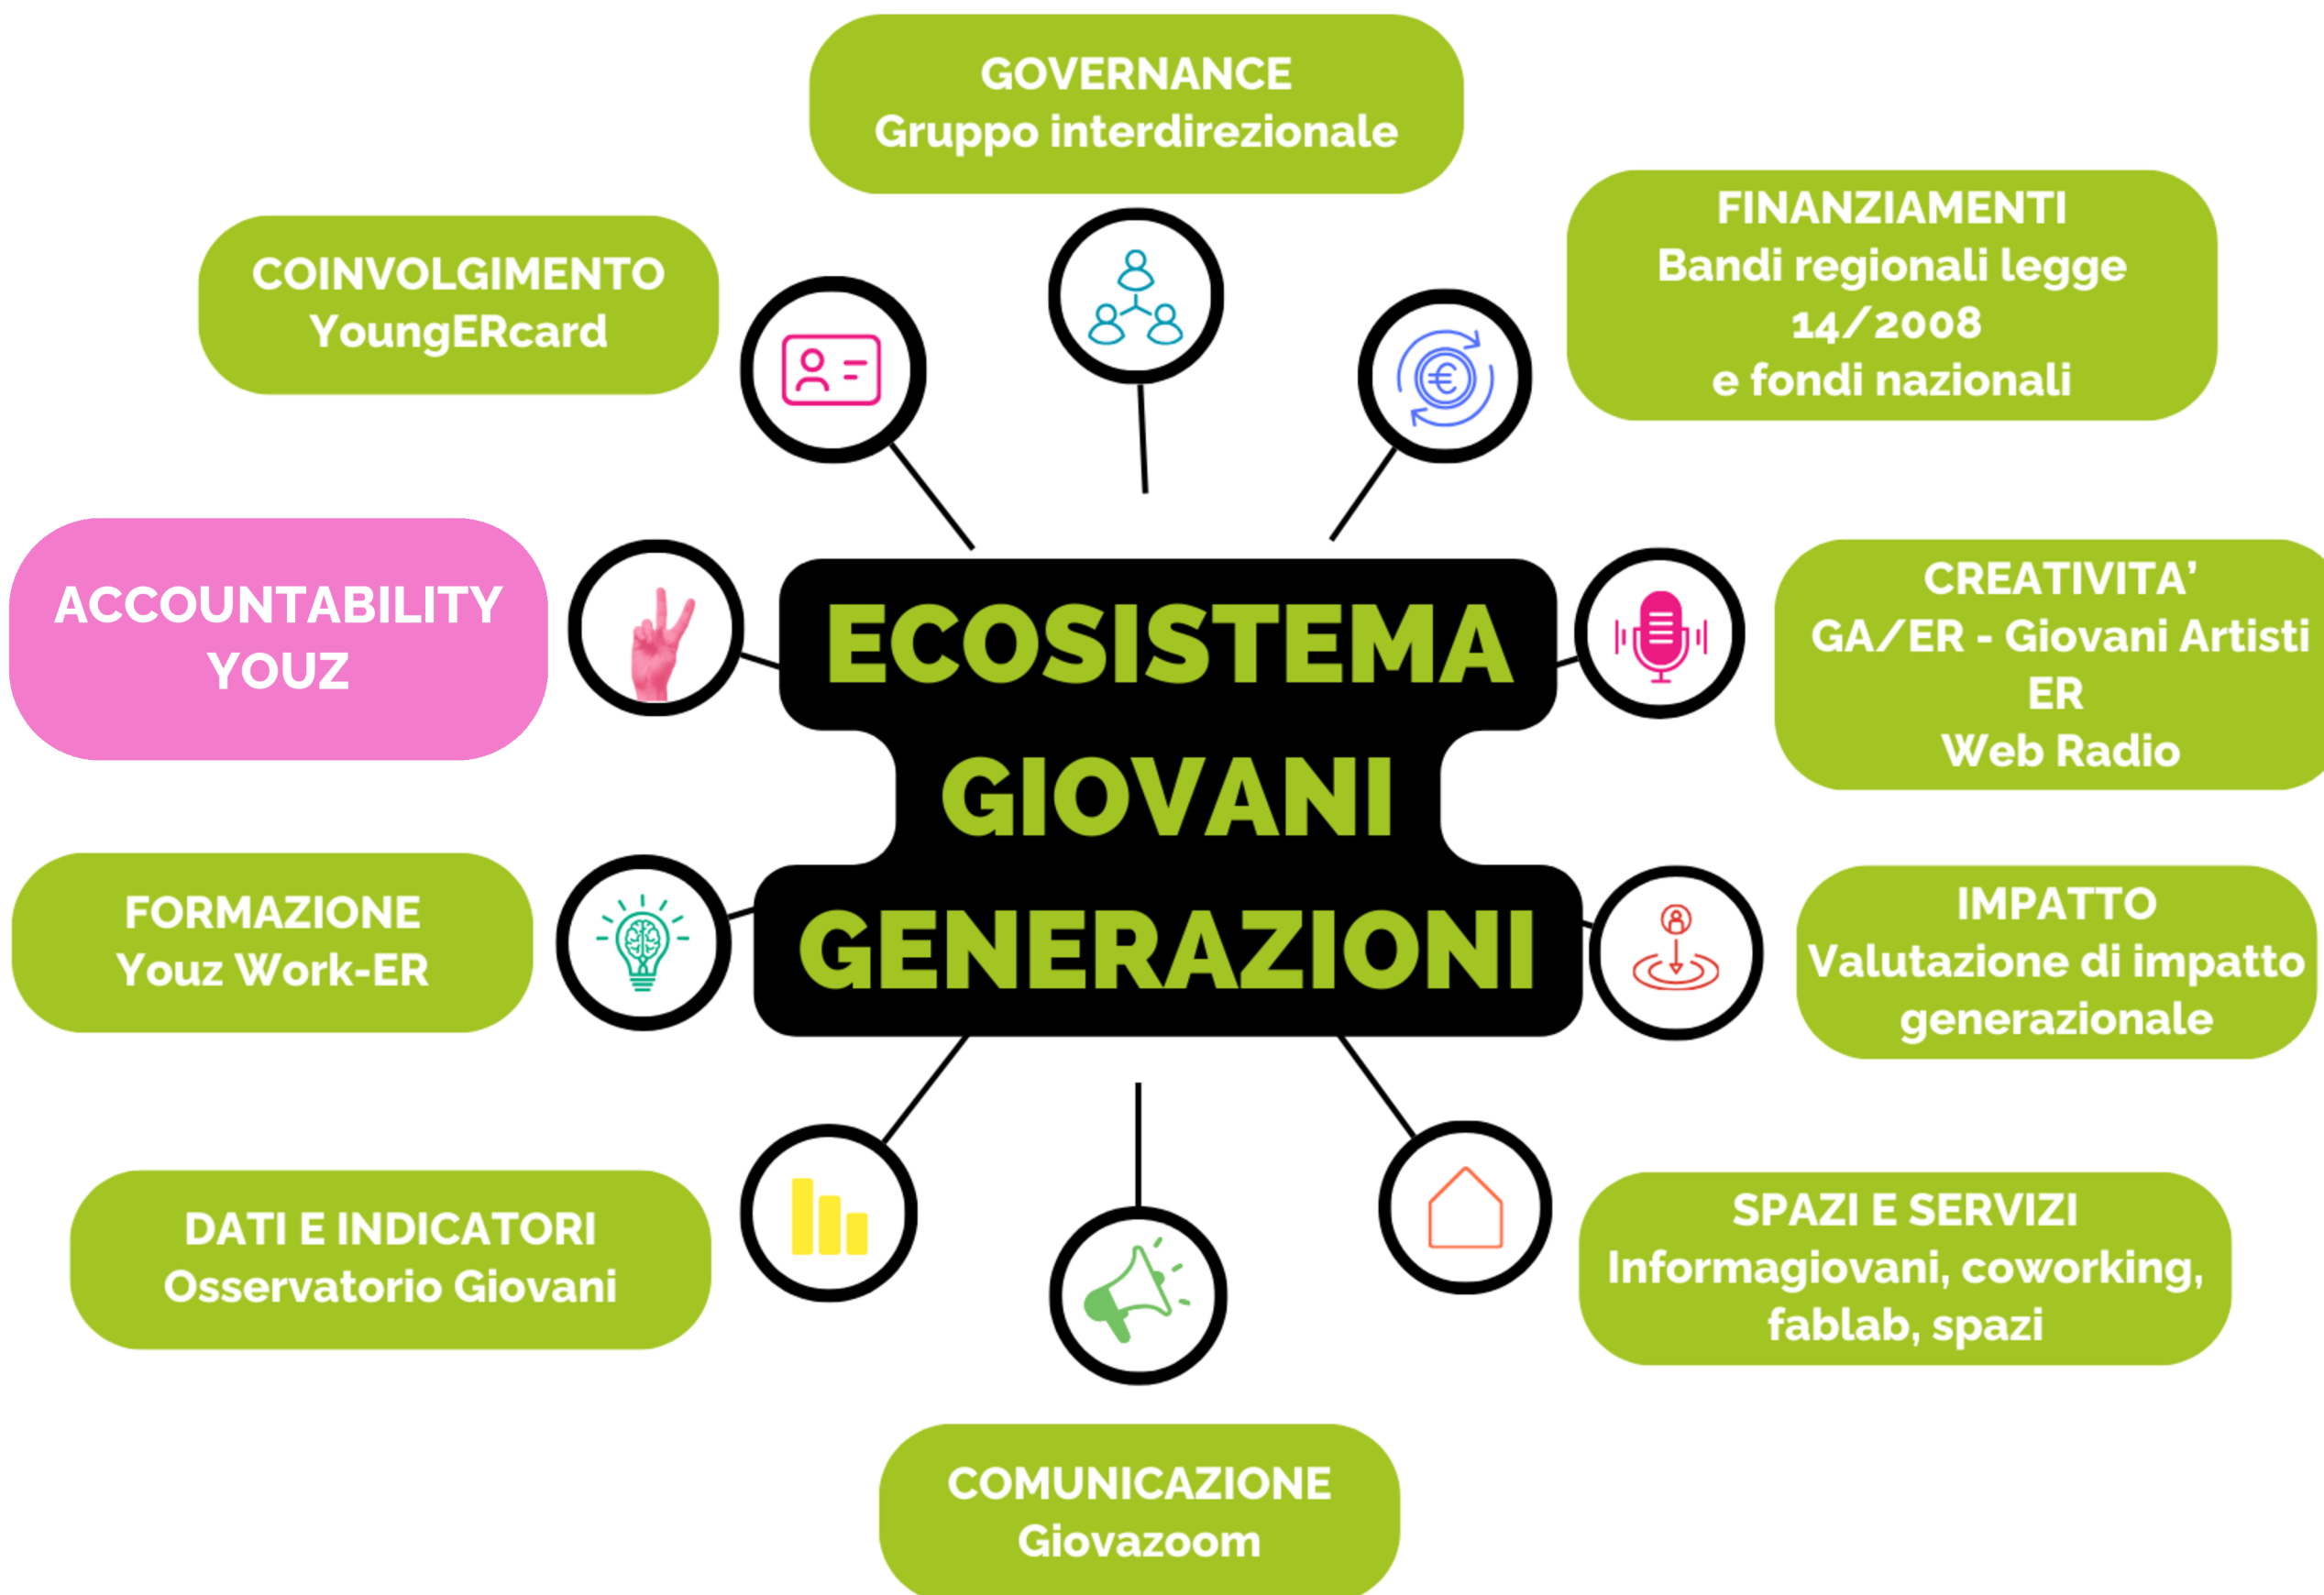 GOVERNANCE
Gruppo interdirezionale
FINANZIAMENTI
Bandi regionali legge
14/2008
e fondi nazionali
COINVOLGIMENTO
YoungERcard
ACCOUNTABILITY
YOUZ
ECOSISTEMA
GIOVANI
GENERAZIONI
CREATIVITA'
GA/ER - Giovani Artisti
ER
Web Radio
FORMAZIONE
Youz Work-ER
IMPATTO
Valutazione di impatto
generazionale
DATI E INDICATORI
Osservatorio Giovani
SPAZI E SERVIZI
Informagiovani, coworking,
fablab, spazi
COMUNICAZIONE
Giovazoom